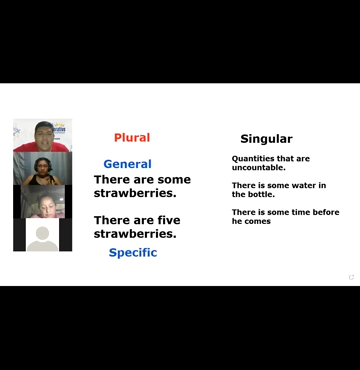 Plural
General
There are some
strawberries.
There are five
strawberries.
Specific
Singular
Quantities that are
uncountable.
There is some water in
the bottle.
There is some time before
he comes